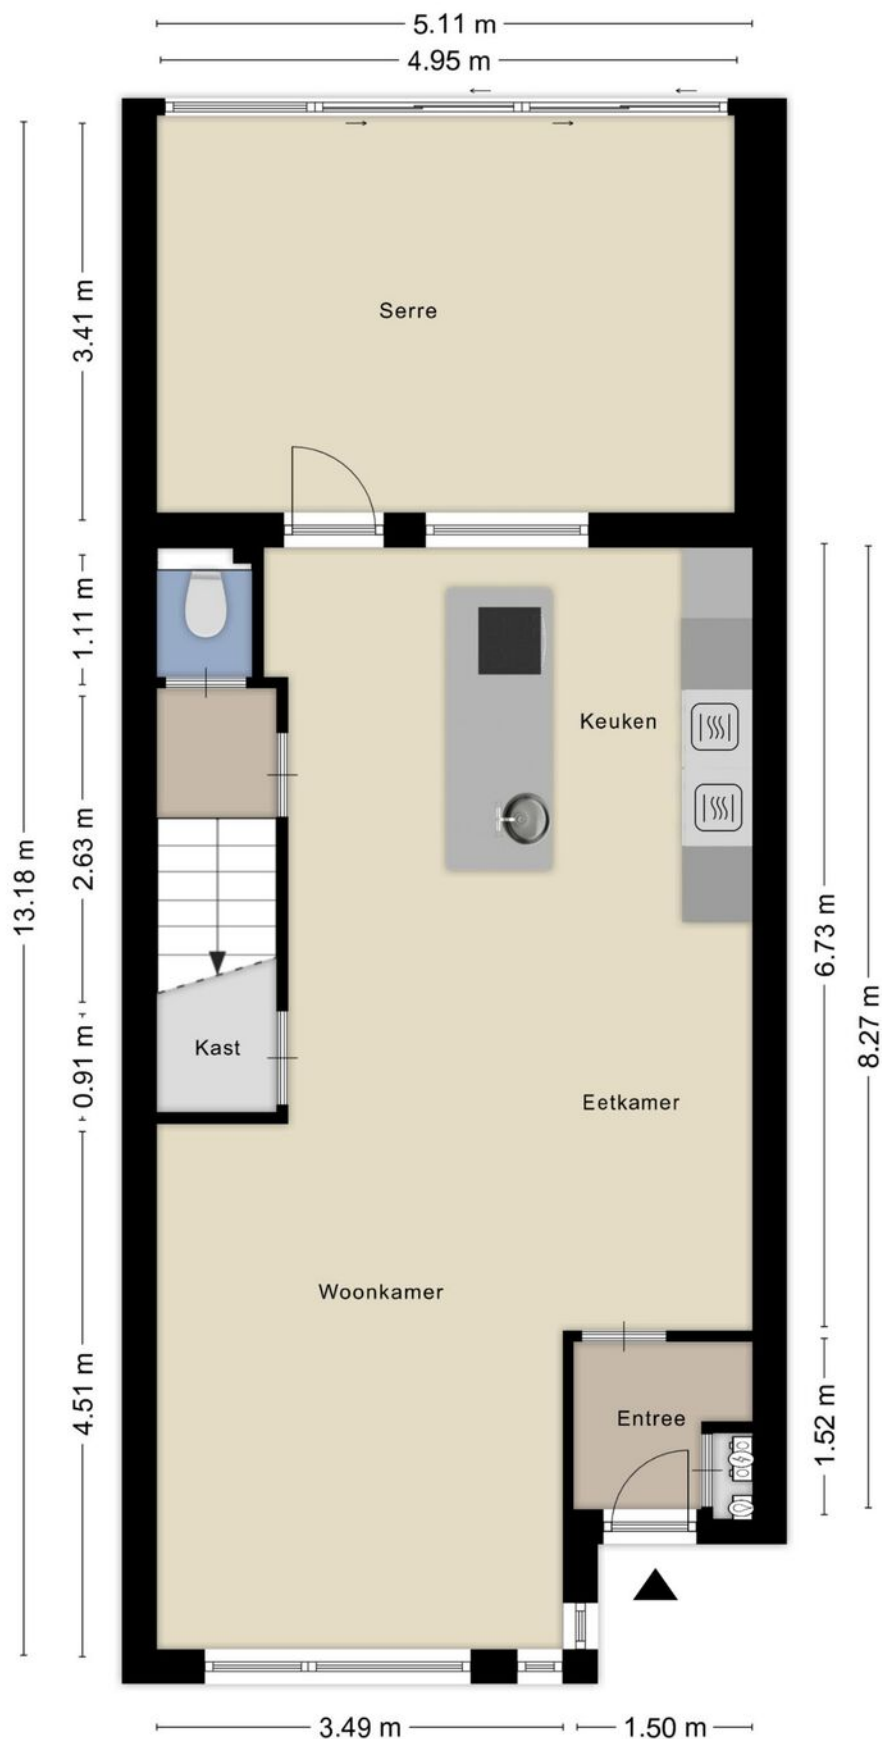 5.11 m
4.95 m
3.41 m
Serre
1.11 m
Keuken
2.63 m
13.18 m
6.73 m
8.27 m
0.91 m
Kast
Eetkamer
Woonkamer
4.51 m
1.52 m
Entree
3.49 m
1.50 m